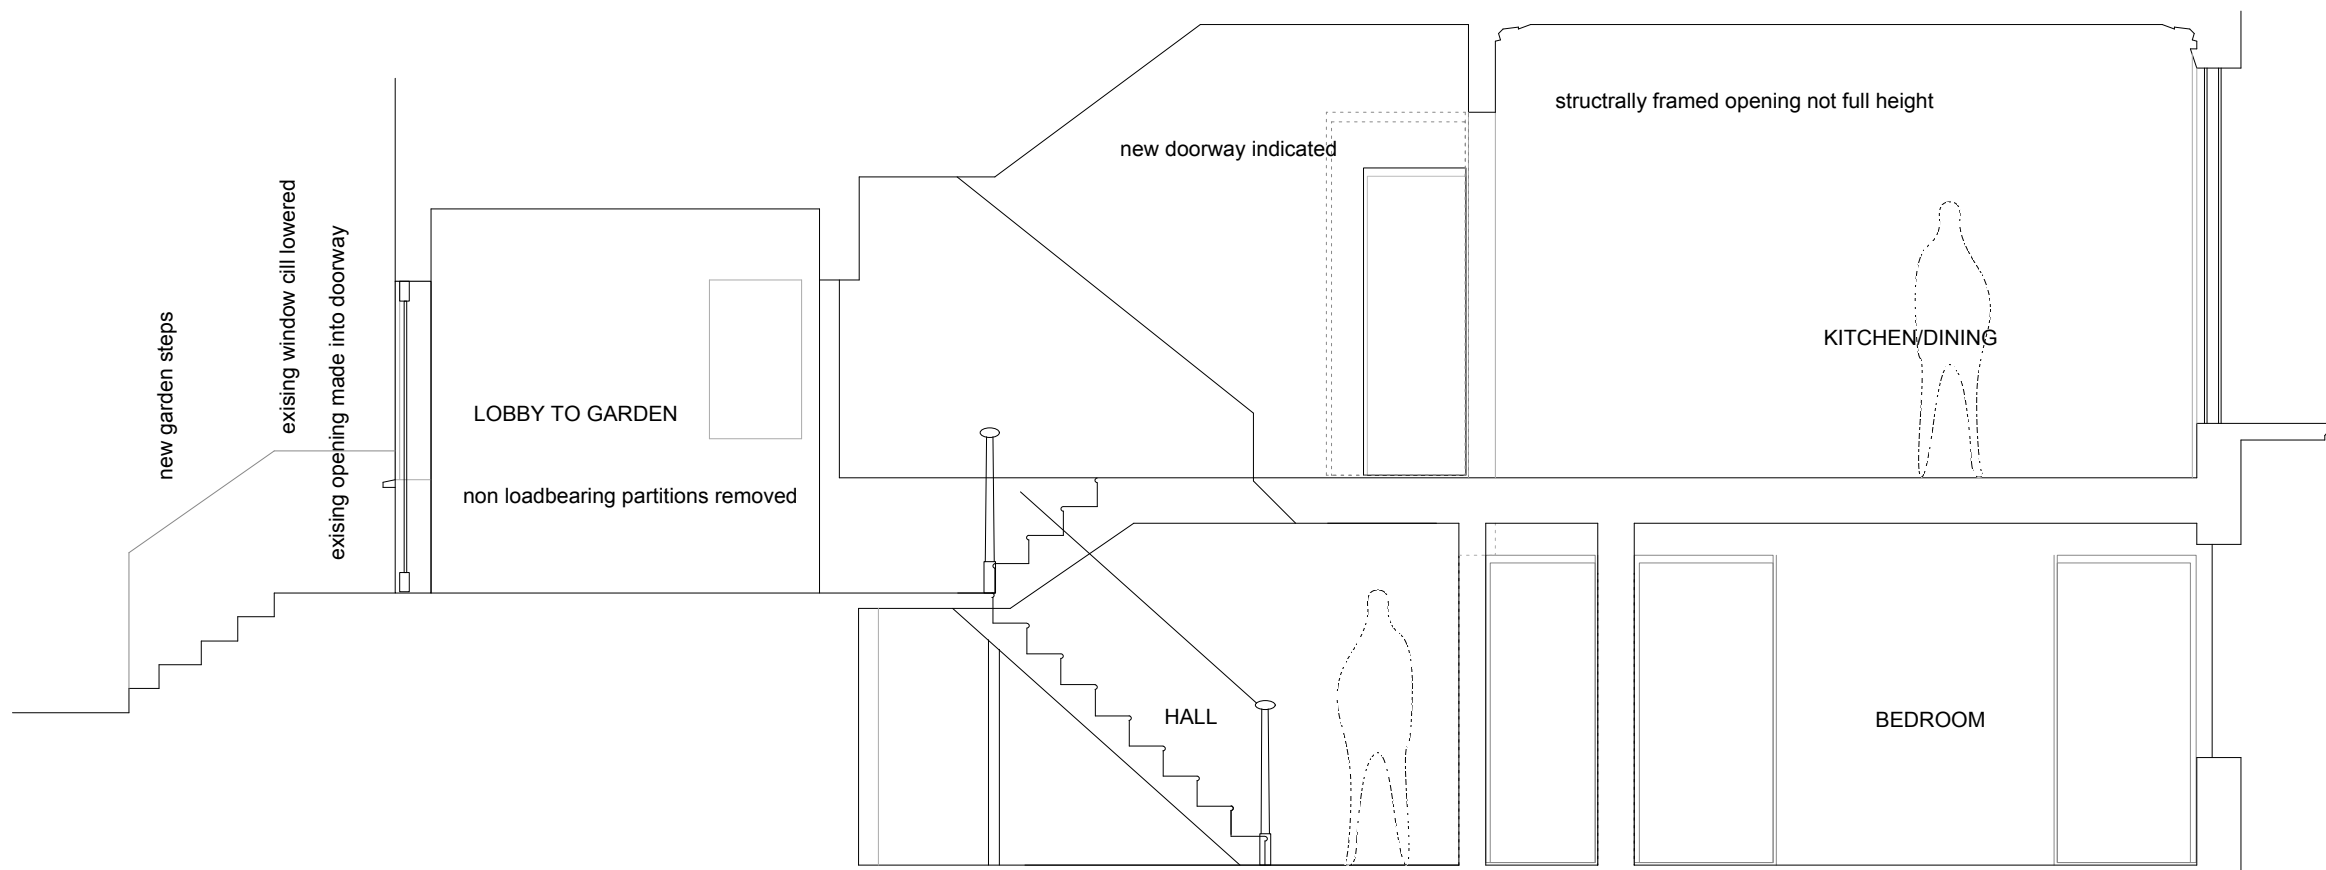 new garden steps
exising window cill lowered
exising opening made into doorway
LOBBY TO GARDEN
non loadbearing partitions removed
new doorway indicated
structrally framed opening not full height
KITCHEN/DINING
HALL
BEDROOM